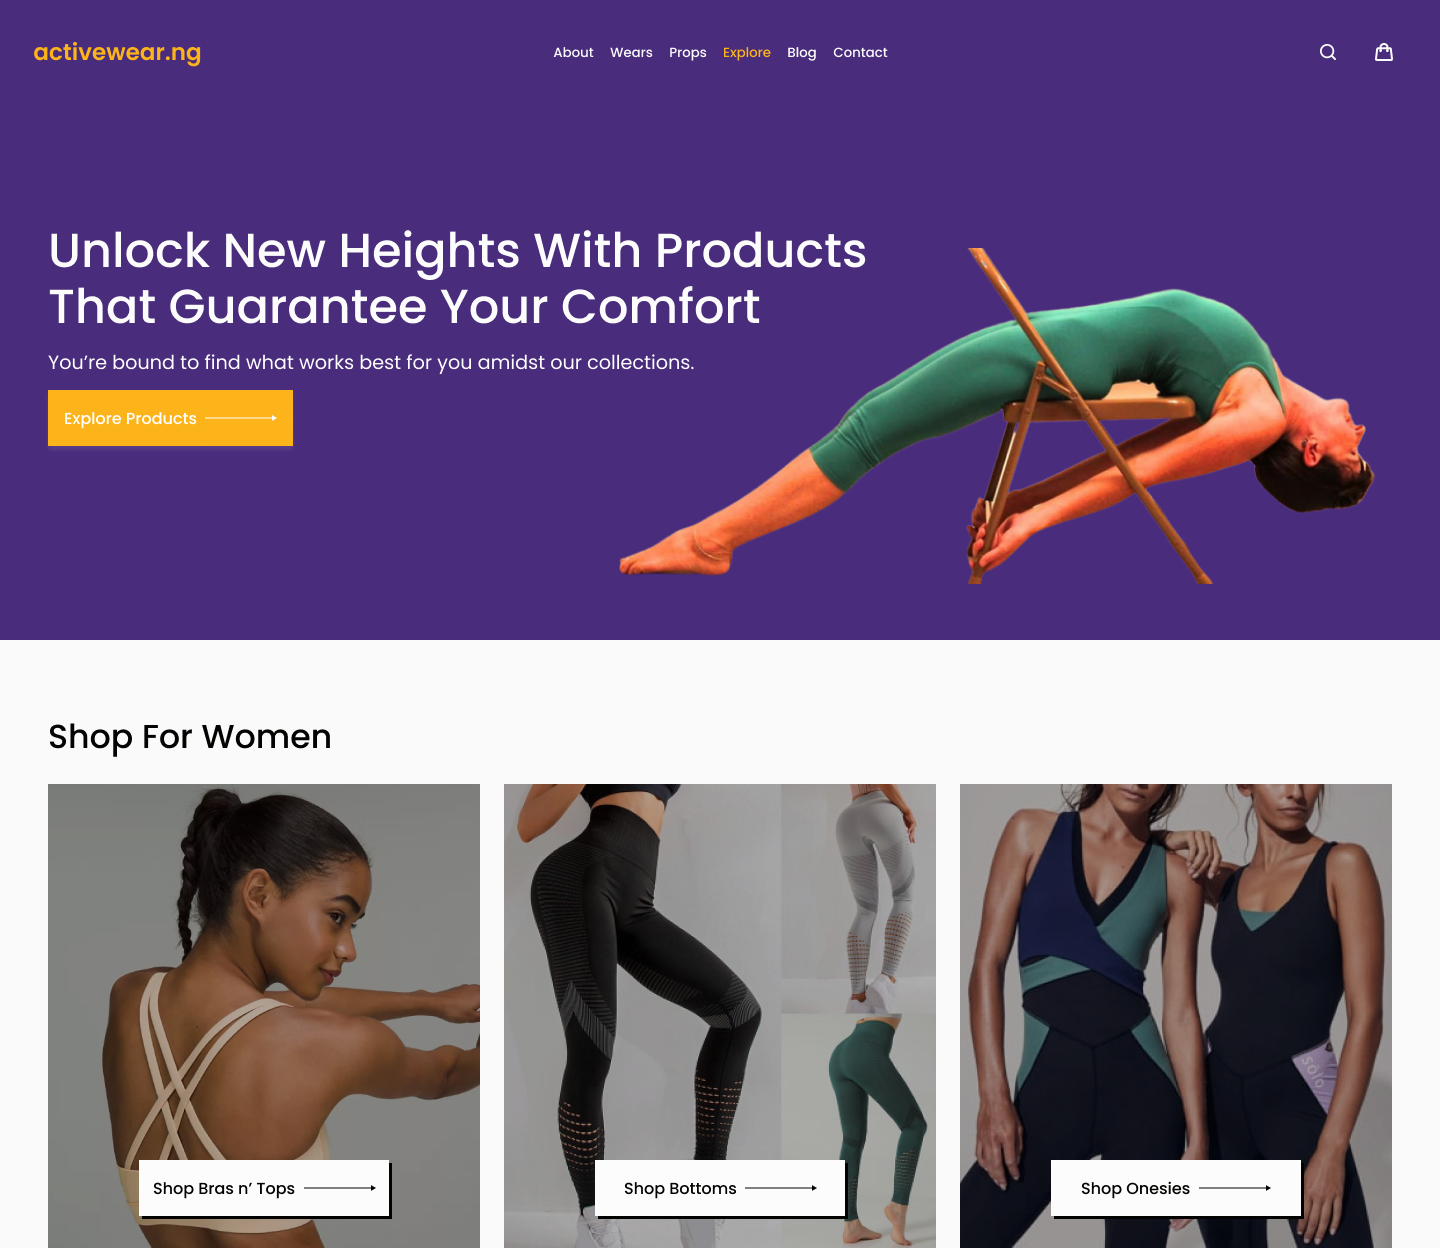 activewear.ng
About Wears Props Explore Blog Contact
Unlock New Heights With Products
That Guarantee Your Comfort
You’re bound to find what works best for you amidst our collections.
Explore Products
Shop For Women
solo
Shop Bras n’ Tops
Shop Bottoms
Shop Onesies